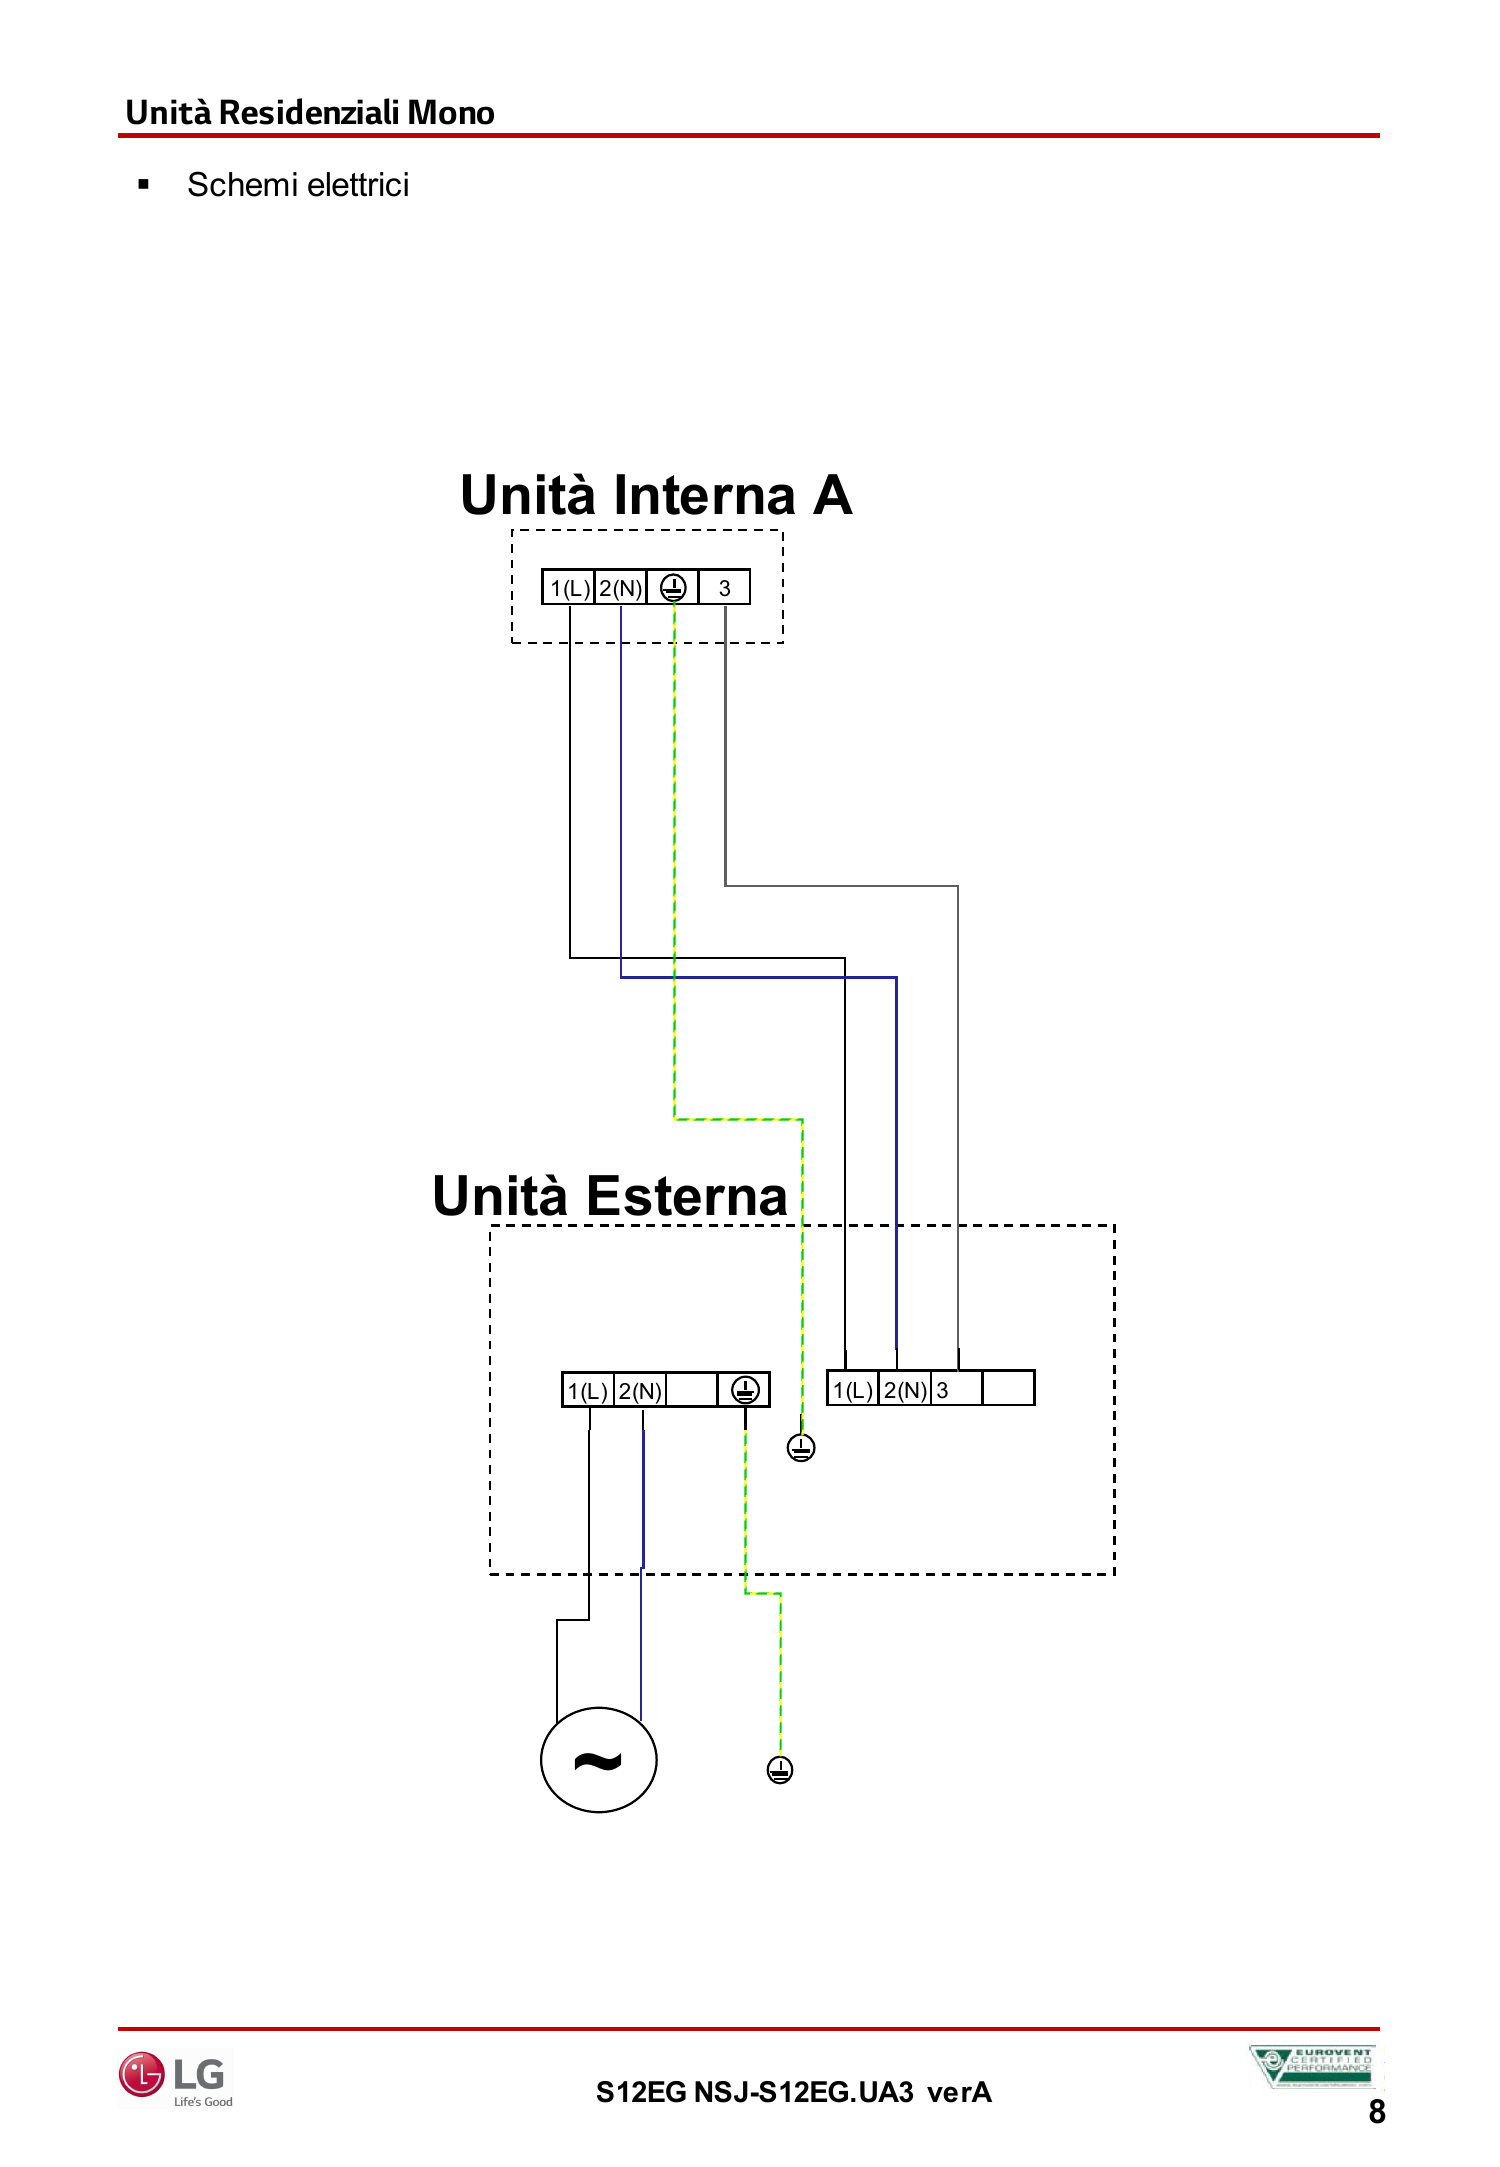 Unità Residenziali Mono
▪ Schemi elettrici
Unità Interna A
1(L) 2(N) 3
Unità Esterna
1(L) 2(N)
1(L) 2(N) 3
~
LG
Life's Good
S12EG NSJ-S12EG.UA3 verA
EUROVENT
CERTIFIED
PERFORMANCE
8